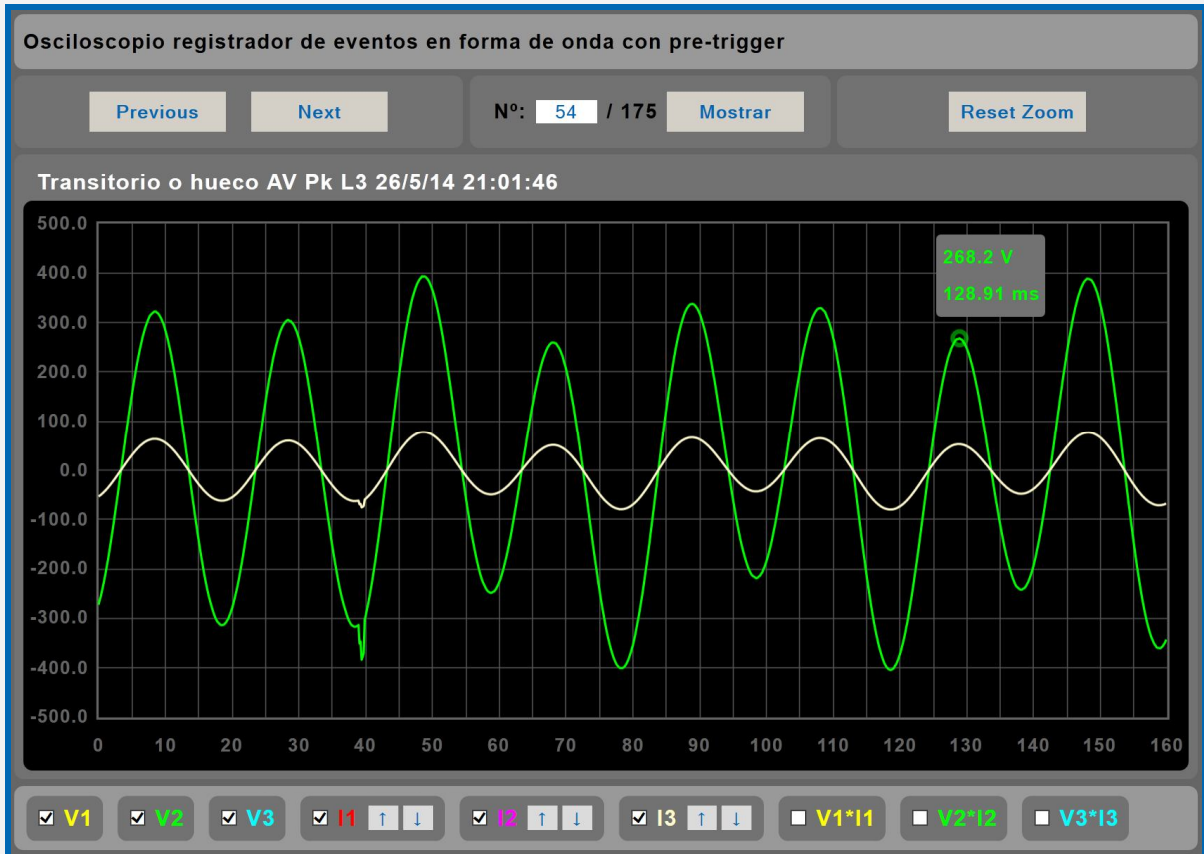 Osciloscopio registrador de eventos en forma de onda con pre-trigger
Previous Next Nº: 54 / 175 Mostrar Reset Zoom
Transitorio o hueco AV Pk L3 26/5/14 21:01:46
500.0
400.0
300.0
200.0
100.0
0.0
-100.0
-200.0
-300.0
-400.0
-500.0
268.2 V
128.91 ms
0 10 20 30 40 50 60 70 80 90 100 110 120 130 140 150 160
V1 V2 V3 I1 ↑ ↓ I2 ↑ ↓ I3 ↑ ↓ V1*I1 V2*I2 V3*I3